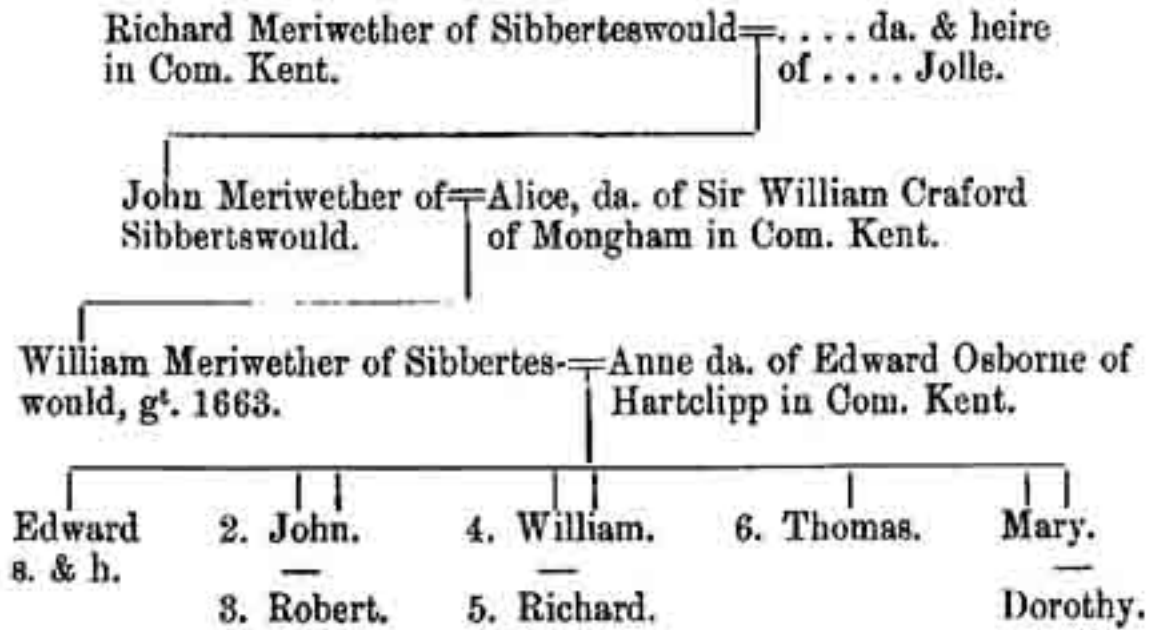 Richard Meriwether of Sibberteswould=. . . . da. & heire
in Com. Kent. of . . . . Jolle.
John Meriwether of=Alice, da. of Sir William Craford
Sibbertswould. of Mongham in Com. Kent.
William Meriwether of Sibbertes-=Anne da. of Edward Osborne of
would, gᵗ. 1663. Hartclipp in Com. Kent.
Edward 2. John. 4. William. 6. Thomas. Mary.
s. & h. — — —
3. Robert. 5. Richard. Dorothy.